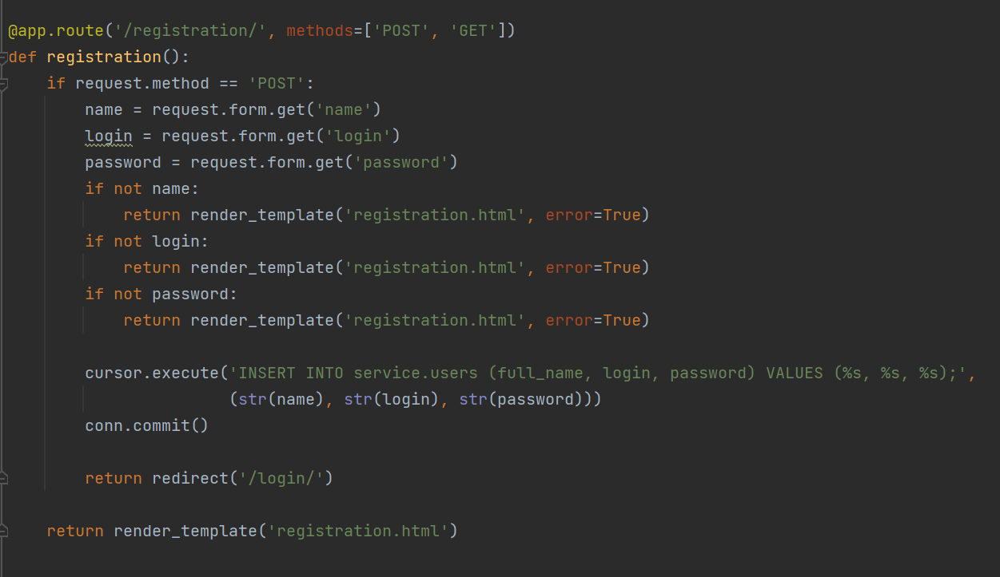 @app.route('/registration/', methods=['POST', 'GET'])
def registration():
    if request.method == 'POST':
        name = request.form.get('name')
        login = request.form.get('login')
        password = request.form.get('password')
        if not name:
            return render_template('registration.html', error=True)
        if not login:
            return render_template('registration.html', error=True)
        if not password:
            return render_template('registration.html', error=True)

        cursor.execute('INSERT INTO service.users (full_name, login, password) VALUES (%s, %s, %s);',
                       (str(name), str(login), str(password)))
        conn.commit()

        return redirect('/login/')

    return render_template('registration.html')